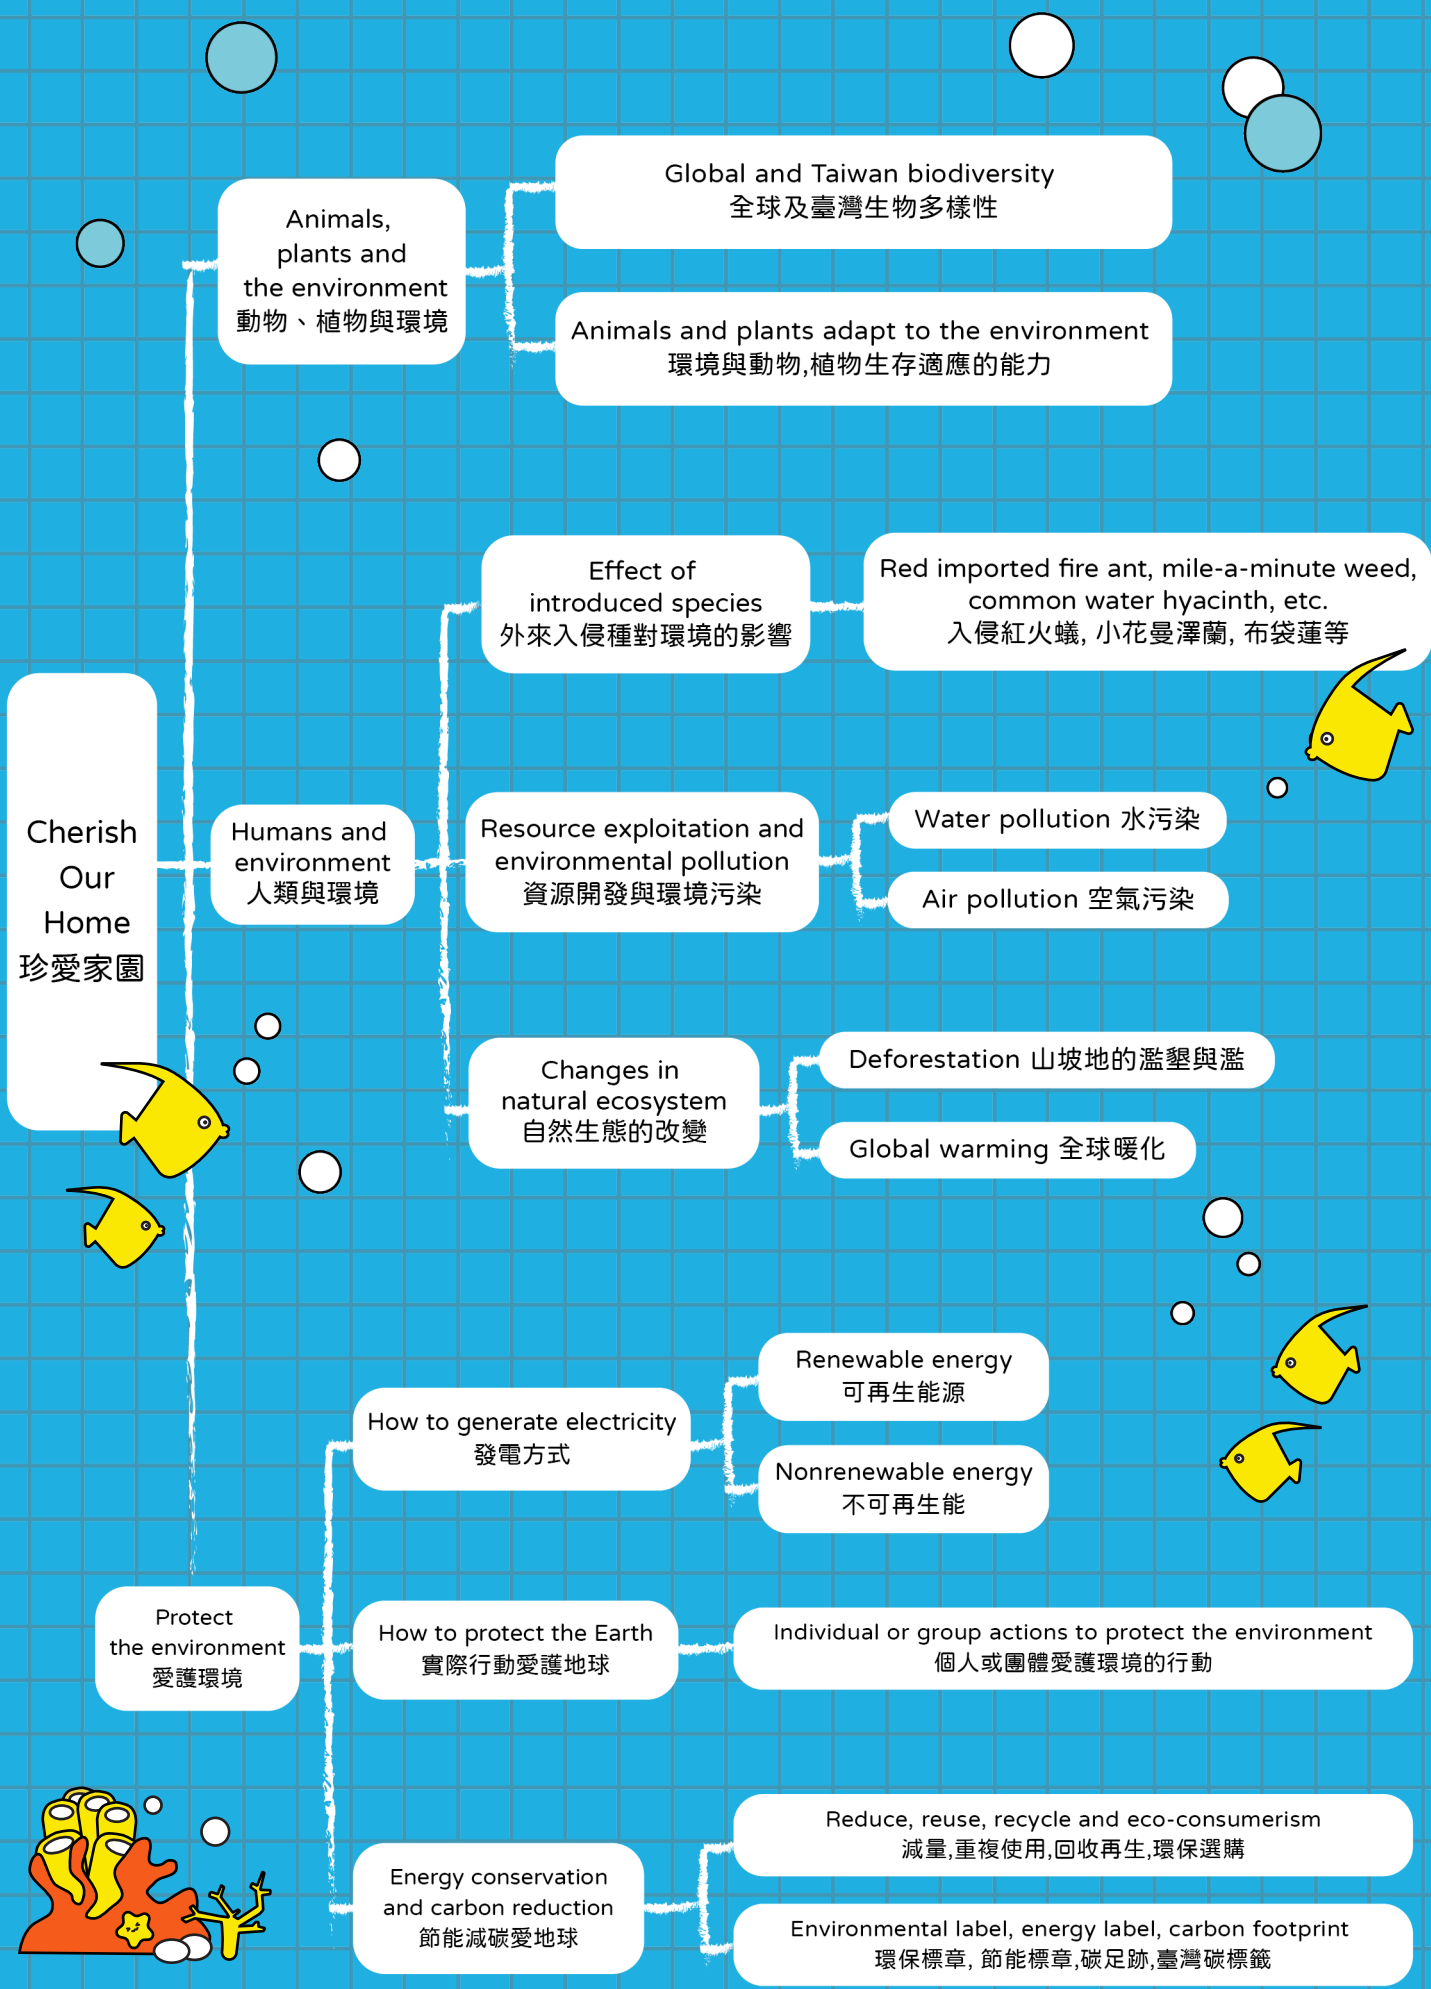 Cherish
Our
Home
珍愛家園
Animals,
plants and
the environment
動物、植物與環境
Global and Taiwan biodiversity
全球及臺灣生物多樣性
Animals and plants adapt to the environment
環境與動物,植物生存適應的能力
Humans and
environment
人類與環境
Effect of
introduced species
外來入侵種對環境的影響
Red imported fire ant, mile-a-minute weed,
common water hyacinth, etc.
入侵紅火蟻, 小花曼澤蘭, 布袋蓮等
Resource exploitation and
environmental pollution
資源開發與環境污染
Water pollution 水污染
Air pollution 空氣污染
Changes in
natural ecosystem
自然生態的改變
Deforestation 山坡地的濫墾與濫
Global warming 全球暖化
Protect
the environment
愛護環境
How to generate electricity
發電方式
Renewable energy
可再生能源
Nonrenewable energy
不可再生能
How to protect the Earth
實際行動愛護地球
Individual or group actions to protect the environment
個人或團體愛護環境的行動
Energy conservation
and carbon reduction
節能減碳愛地球
Reduce, reuse, recycle and eco-consumerism
減量,重複使用,回收再生,環保選購
Environmental label, energy label, carbon footprint
環保標章, 節能標章,碳足跡,臺灣碳標籤